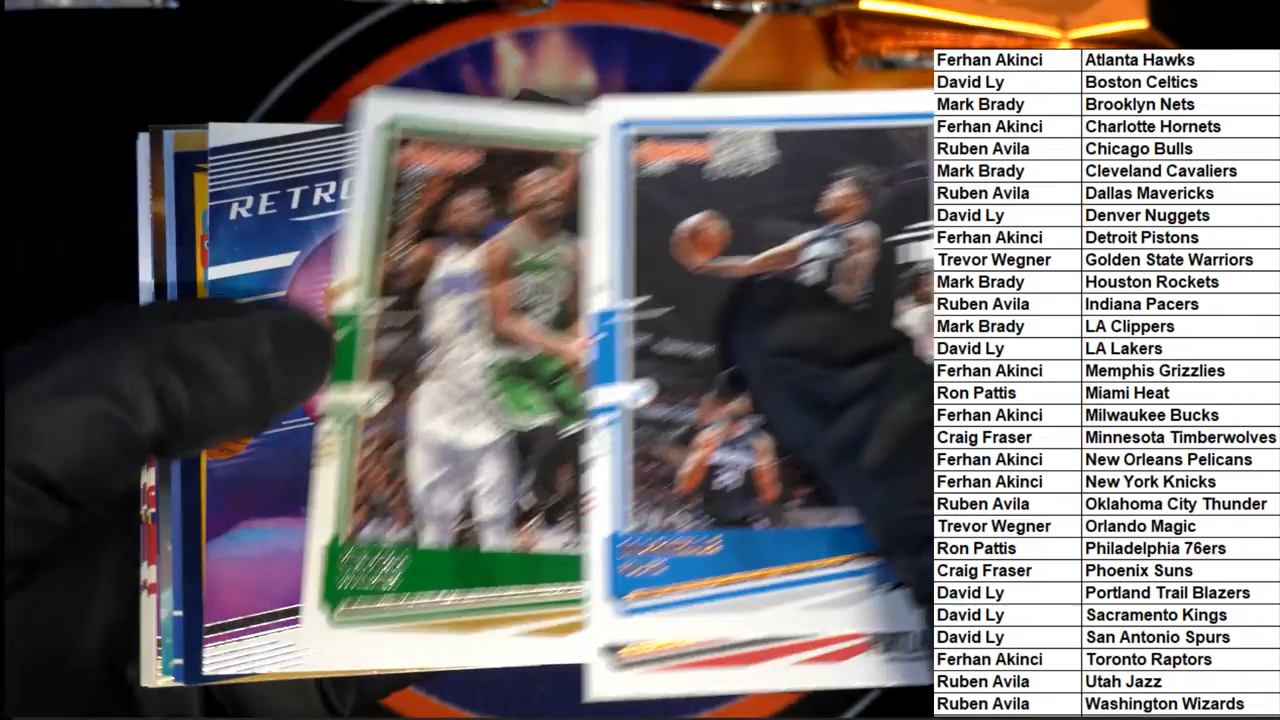 RETRO
Ferhan Akinci Atlanta Hawks
David Ly Boston Celtics
Mark Brady Brooklyn Nets
Ferhan Akinci Charlotte Hornets
Ruben Avila Chicago Bulls
Mark Brady Cleveland Cavaliers
Ruben Avila Dallas Mavericks
David Ly Denver Nuggets
Ferhan Akinci Detroit Pistons
Trevor Wegner Golden State Warriors
Mark Brady Houston Rockets
Ruben Avila Indiana Pacers
Mark Brady LA Clippers
David Ly LA Lakers
Ferhan Akinci Memphis Grizzlies
Ron Pattis Miami Heat
Ferhan Akinci Milwaukee Bucks
Craig Fraser Minnesota Timberwolves
Ferhan Akinci New Orleans Pelicans
Ferhan Akinci New York Knicks
Ruben Avila Oklahoma City Thunder
Trevor Wegner Orlando Magic
Ron Pattis Philadelphia 76ers
Craig Fraser Phoenix Suns
David Ly Portland Trail Blazers
David Ly Sacramento Kings
David Ly San Antonio Spurs
Ferhan Akinci Toronto Raptors
Ruben Avila Utah Jazz
Ruben Avila Washington Wizards